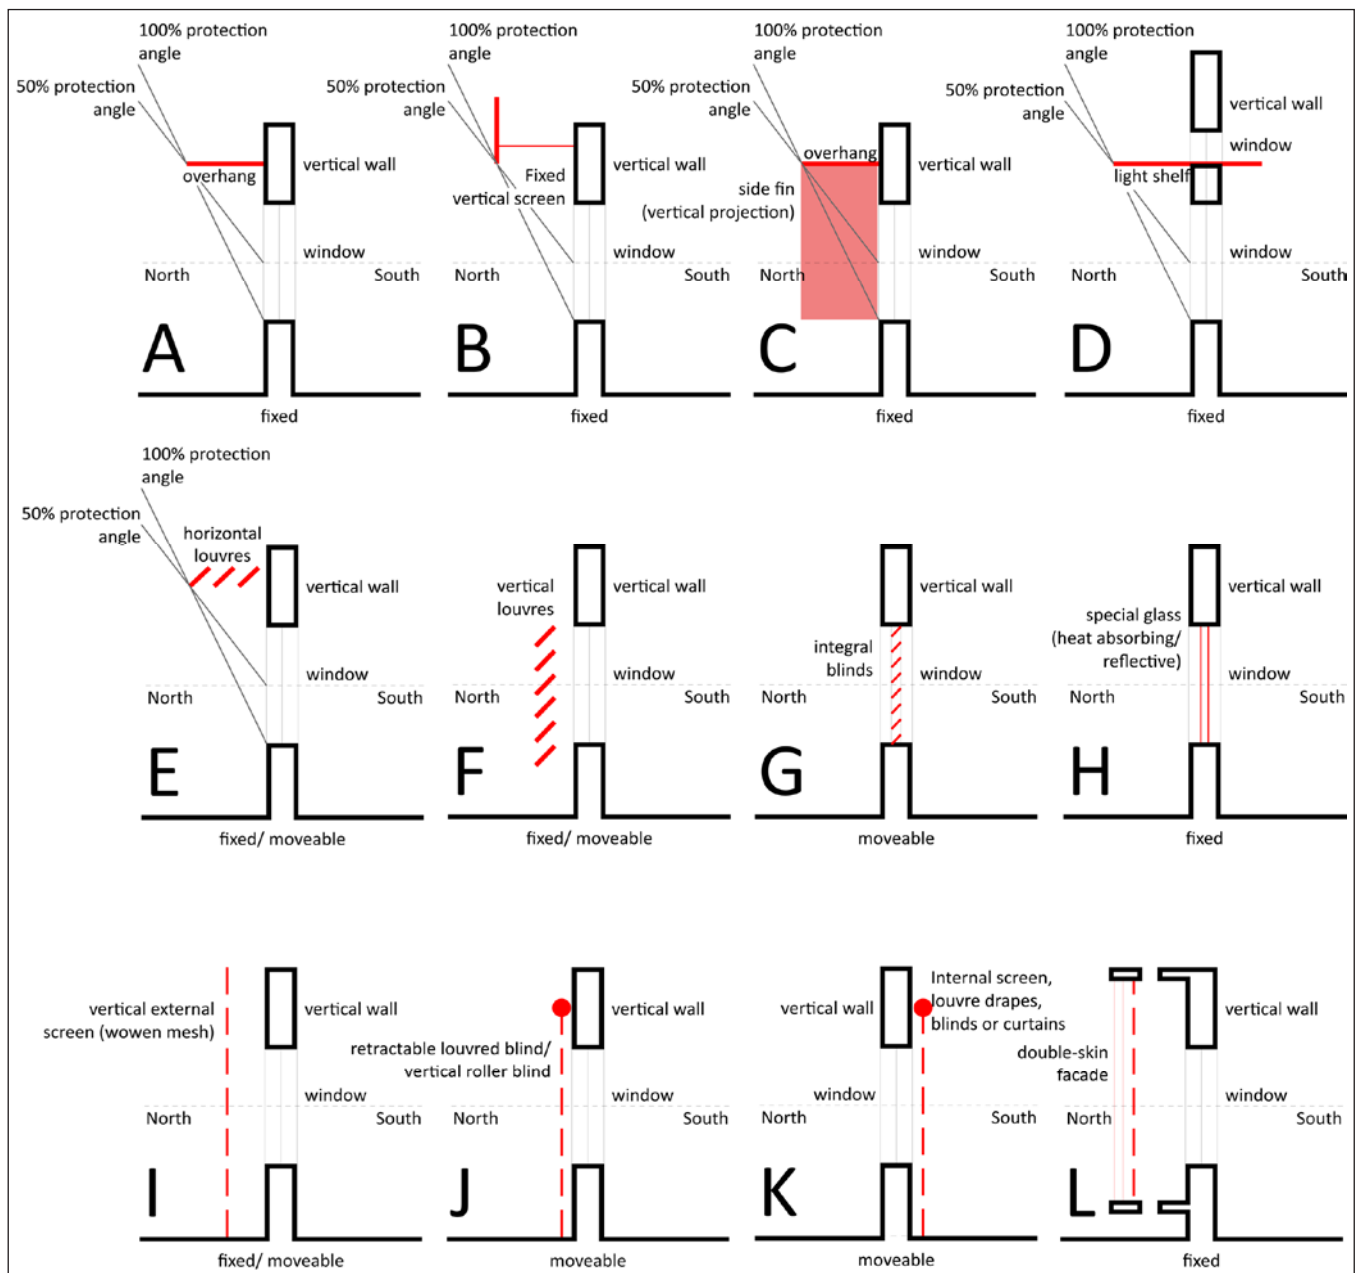 100% protection
angle
50% protection
angle
overhang
vertical wall
window
North
South
A
fixed
100% protection
angle
50% protection
angle
Fixed
vertical screen
vertical wall
window
North
South
B
fixed
100% protection
angle
50% protection
angle
overhang
side fin
(vertical projection)
vertical wall
window
North
South
C
fixed
100% protection
angle
50% protection
angle
vertical wall
window
light shelf
window
North
South
D
fixed
100% protection
angle
50% protection
angle
horizontal
louvres
vertical wall
window
North
South
E
fixed/ moveable
vertical
louvres
vertical wall
window
North
South
F
fixed/ moveable
vertical wall
integral
blinds
window
North
South
G
moveable
vertical wall
special glass
(heat absorbing/
reflective)
window
North
South
H
fixed
vertical external
screen (wowen mesh)
vertical wall
window
North
South
I
fixed/ moveable
vertical wall
retractable louvred blind/
vertical roller blind
window
North
South
J
moveable
vertical wall
Internal screen,
louvre drapes,
blinds or curtains
window
North
South
K
moveable
vertical wall
double-skin
facade
window
North
South
L
fixed